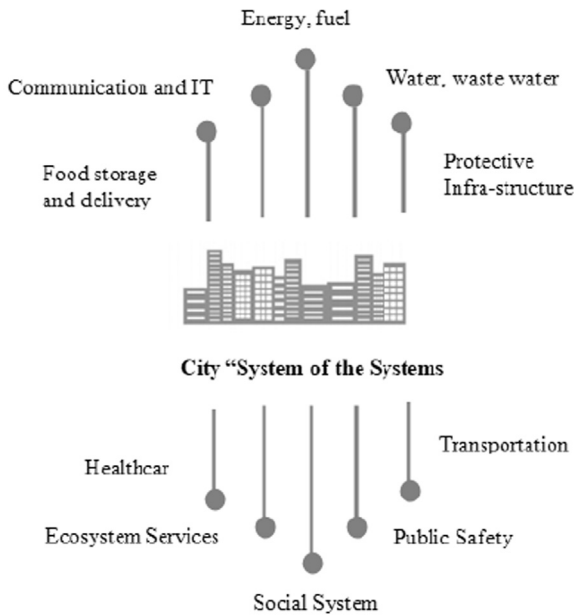 Energy, fuel
Communication and IT
Water, waste water
Food storage
and delivery
Protective
Infra-structure
City “System of the Systems
Transportation
Healthcar
Ecosystem Services
Public Safety
Social System